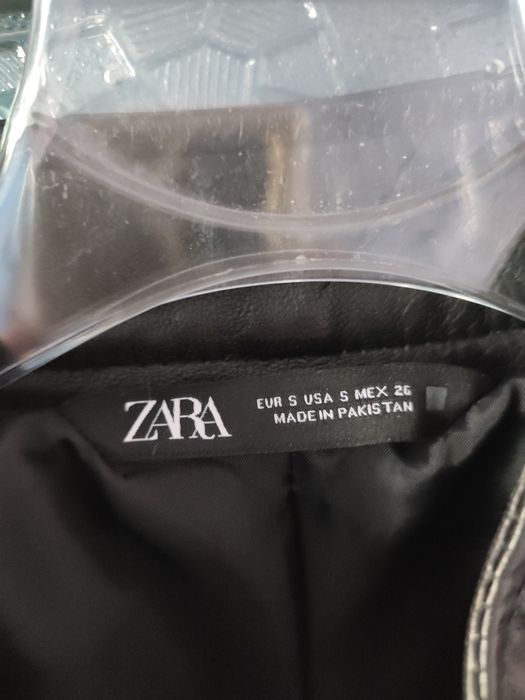 ZARA
EUR S USA S MEX 26
MADE IN PAKISTAN